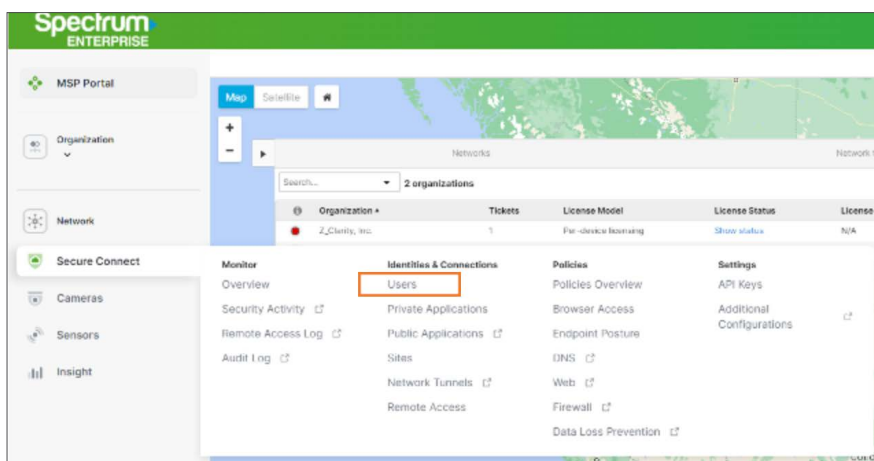 Spectrum
ENTERPRISE
MSP Portal
Organization
Network
Secure Connect
Cameras
Sensors
Insight
Map Satellite
+
−
Networks
Search... 2 organizations
Organization Tickets License Model License Status License
Z_Clarity, Inc. 1 Per-device licensing Show status N/A
Monitor
Overview
Security Activity
Remote Access Log
Audit Log
Identities & Connections
Users
Private Applications
Public Applications
Sites
Network Tunnels
Remote Access
Policies
Policies Overview
Browser Access
Endpoint Posture
DNS
Web
Firewall
Data Loss Prevention
Settings
API Keys
Additional
Configurations